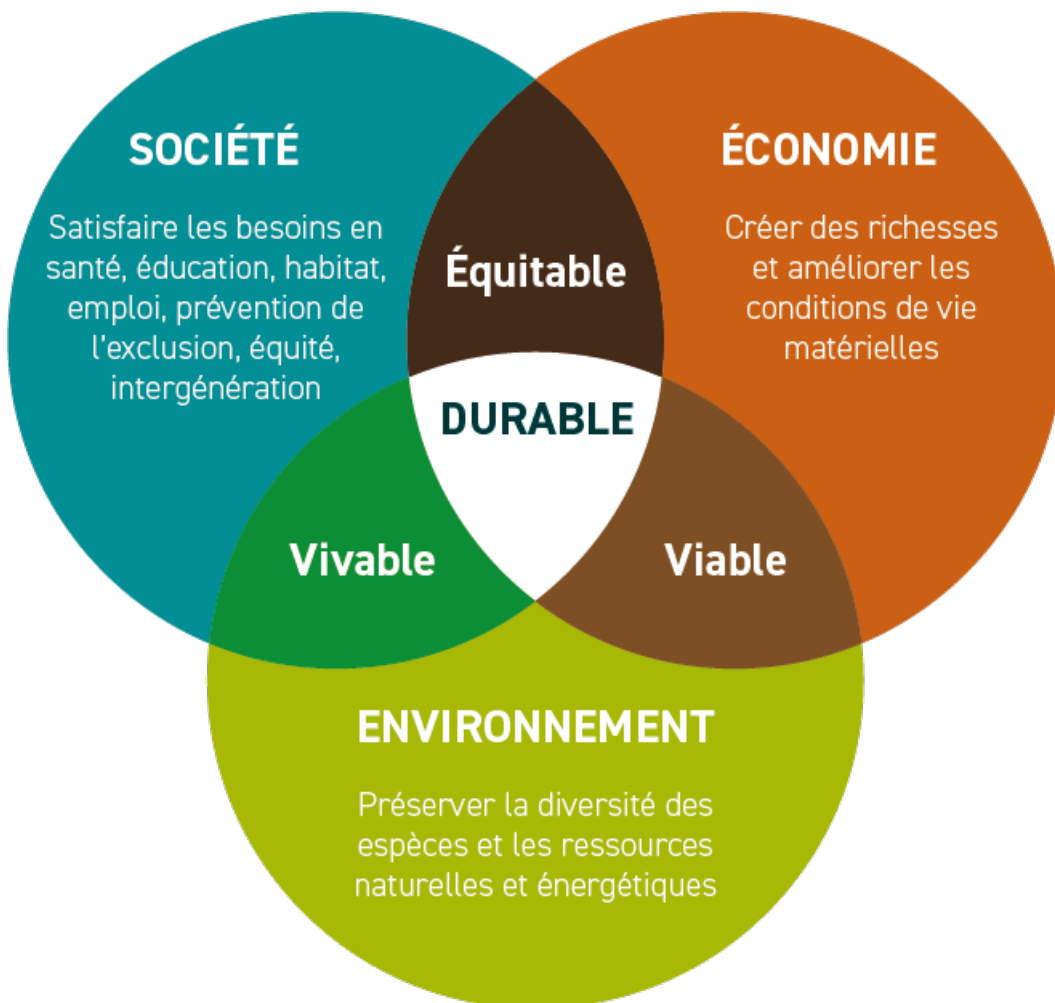 SOCIÉTÉ
Satisfaire les besoins en
santé, éducation, habitat,
emploi, prévention de
l'exclusion, équité,
intergénération
ÉCONOMIE
Créer des richesses
et améliorer les
conditions de vie
matérielles
Équitable
DURABLE
Vivable
Viable
ENVIRONNEMENT
Préserver la diversité des
espèces et les ressources
naturelles et énergétiques